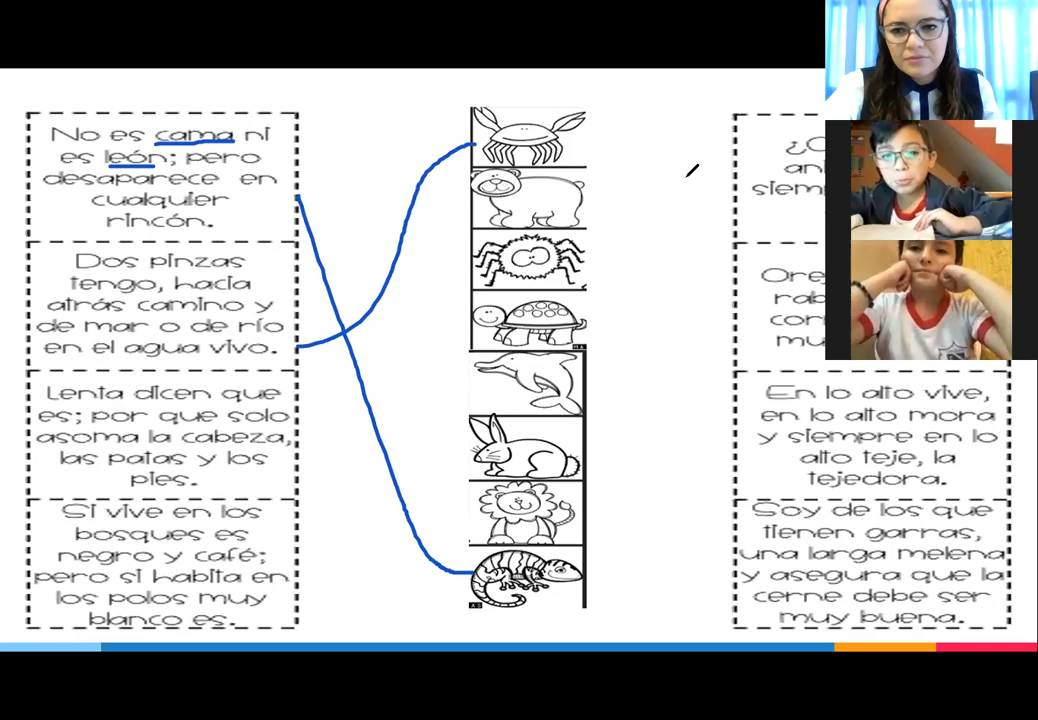 No es cama ni
es león; pero
desaparece en
cualquier
rincón.
Dos pinzas
tengo, hacia
atrás camino y
de mar o de río
en el agua vivo.
Lenta dicen que
es; por que solo
asoma la cabeza,
las patas y los
pies.
Si vive en los
bosques es
negro y café;
pero si habita en
los polos muy
blanco es.
siem
En lo alto vive,
en lo alto mora
y siempre en lo
alto teje, la
tejedora.
Soy de los que
tienen garras,
una larga melena
y asegura que la
cerne debe ser
muy buena.